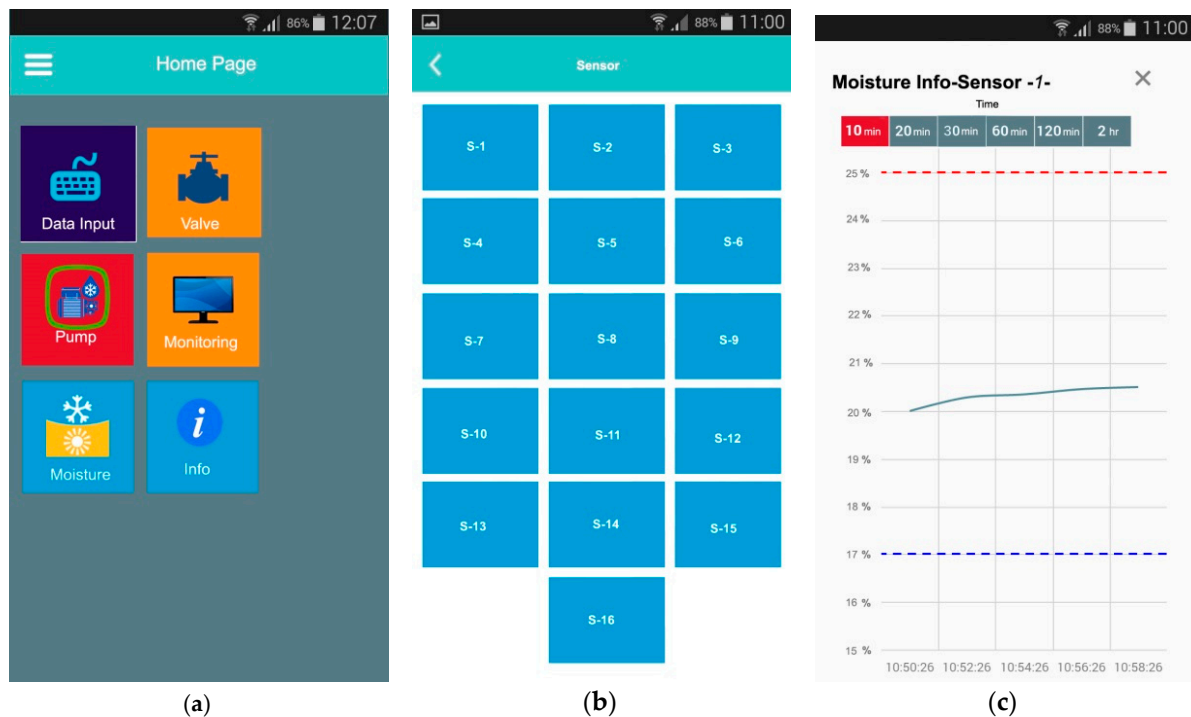 86% 12:07
Home Page
Data Input
Valve
Pump
Monitoring
Moisture
i
Info
(a)
88% 11:00
Sensor
S-1 S-2 S-3
S-4 S-5 S-6
S-7 S-8 S-9
S-10 S-11 S-12
S-13 S-14 S-15
S-16
(b)
88% 11:00
Moisture Info-Sensor -1-
Time
10 min 20 min 30 min 60 min 120 min 2 hr
25 %
24 %
23 %
22 %
21 %
20 %
19 %
18 %
17 %
16 %
15 %
10:50:26 10:52:26 10:54:26 10:56:26 10:58:26
(c)